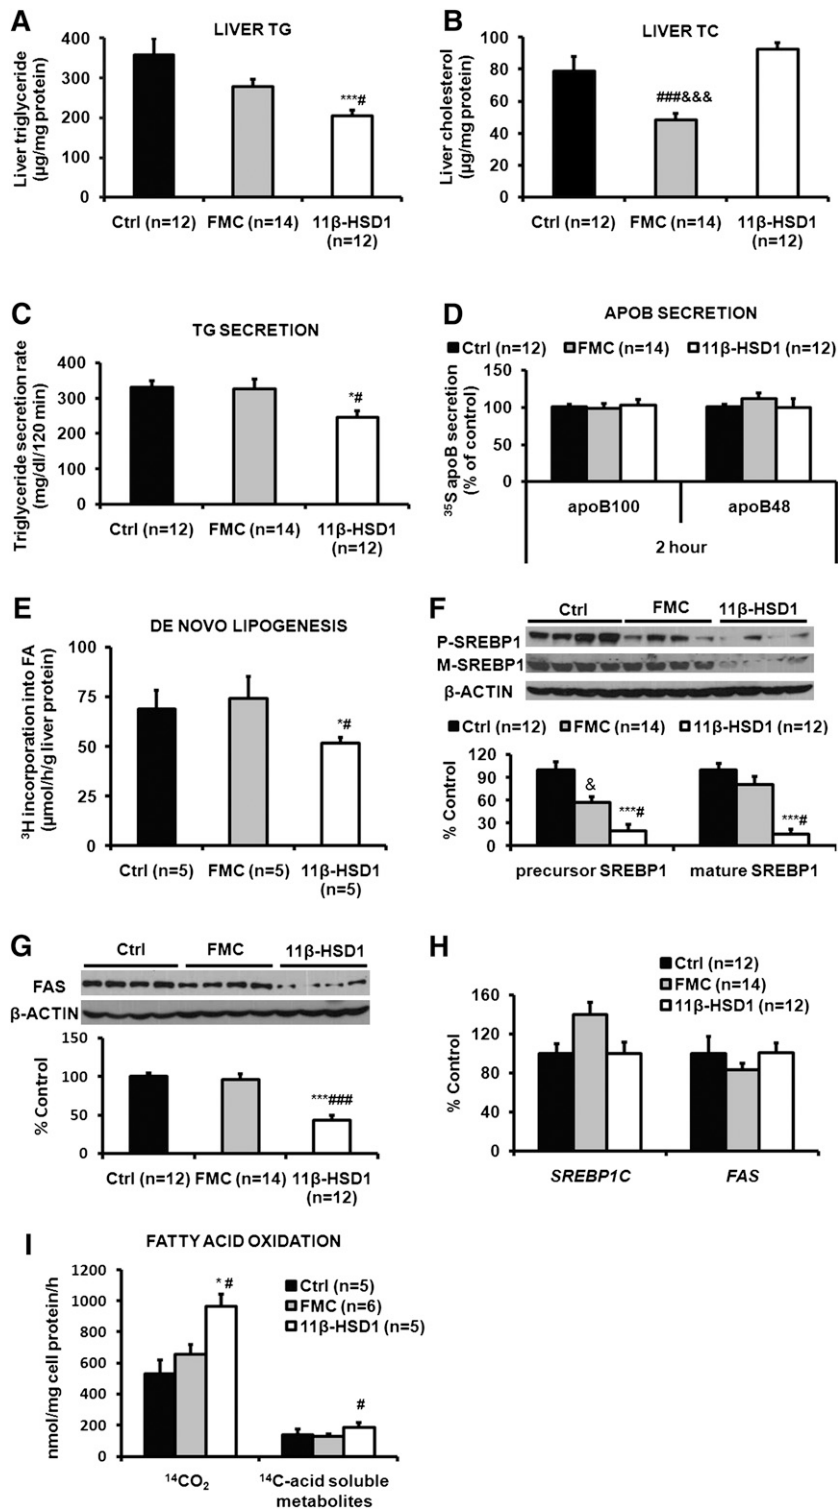 A
LIVER TG
Liver triglyceride
(µg/mg protein)
400
300
200
100
0
***#
Ctrl (n=12) FMC (n=14) 11β-HSD1
(n=12)
B
LIVER TC
Liver cholesterol
(µg/mg protein)
100
80
60
40
20
0
###&&&
Ctrl (n=12) FMC (n=14) 11β-HSD1
(n=12)
C
TG SECRETION
Triglyceride secretion rate
(mg/dl/120 min)
400
300
200
100
0
*#
Ctrl (n=12) FMC (n=14) 11β-HSD1
(n=12)
D
APOB SECRETION
Ctrl (n=12) FMC (n=14) 11β-HSD1 (n=12)
³⁵S apoB secretion
(% of control)
150
100
50
0
apoB100 apoB48
2 hour
E
DE NOVO LIPOGENESIS
³H incorporation into FA
(µmol/h/g liver protein)
100
75
50
25
0
*#
Ctrl (n=5) FMC (n=5) 11β-HSD1
(n=5)
F
Ctrl FMC 11β-HSD1
P-SREBP1
M-SREBP1
β-ACTIN
Ctrl (n=12) FMC (n=14) 11β-HSD1 (n=12)
% Control
120
90
60
30
0
&
***#
***#
precursor SREBP1 mature SREBP1
G
Ctrl FMC 11β-HSD1
FAS
β-ACTIN
% Control
150
100
50
0
***###
Ctrl (n=12) FMC (n=14) 11β-HSD1
(n=12)
H
Ctrl (n=12)
FMC (n=14)
11β-HSD1 (n=12)
% Control
160
120
80
40
0
SREBP1C FAS
I
FATTY ACID OXIDATION
nmol/mg cell protein/h
1200
1000
800
600
400
200
0
* #
#
Ctrl (n=5)
FMC (n=6)
11β-HSD1 (n=5)
¹⁴CO₂ ¹⁴C-acid soluble
metabolites